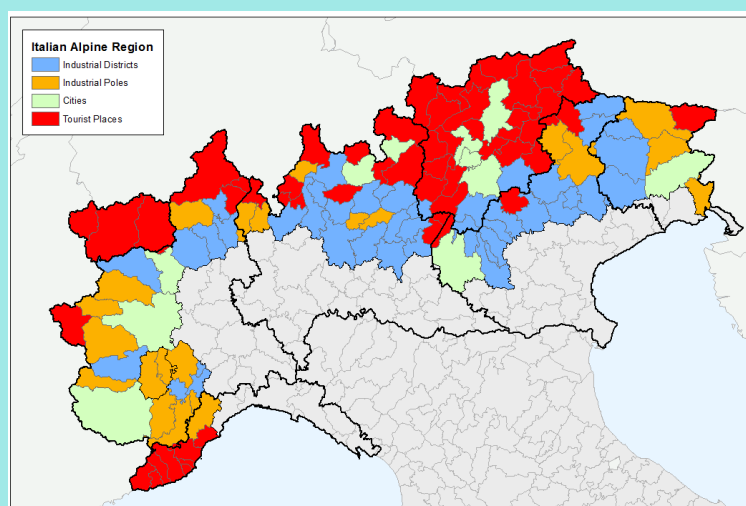 Italian Alpine Region
Industrial Districts
Industrial Poles
Cities
Tourist Places